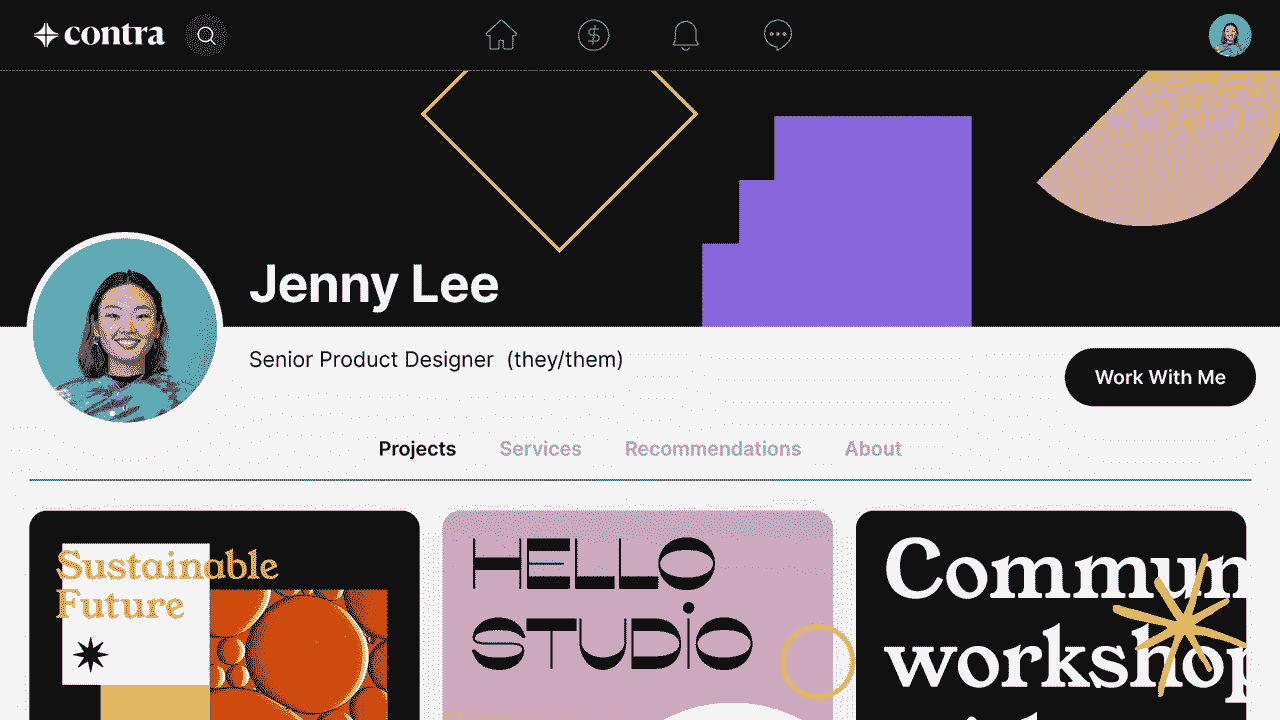 contra
Jenny Lee
Senior Product Designer (they/them)
Work With Me
Projects Services Recommendations About
Sustainable
Future
HELLO
STUDIO
Commun
workshop